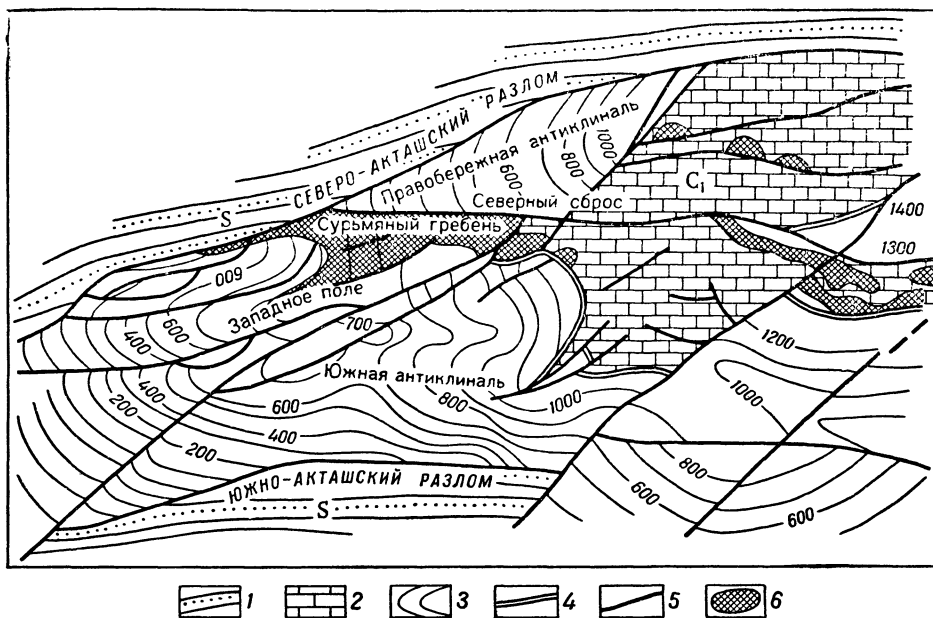 СЕВЕРО-АКТАШСКИЙ РАЗЛОМ
S
Правобережная антиклиналь
600
800
1000
Северный сброс
C₁
1400
1300
Сурьмяный гребень
600
Западное поле
600
400
700
1200
1000
Южная антиклиналь
800
1000
400
200
600
400
200
800
600
600
ЮЖНО-АКТАШСКИЙ РАЗЛОМ
S
1 2 3 4 5 6